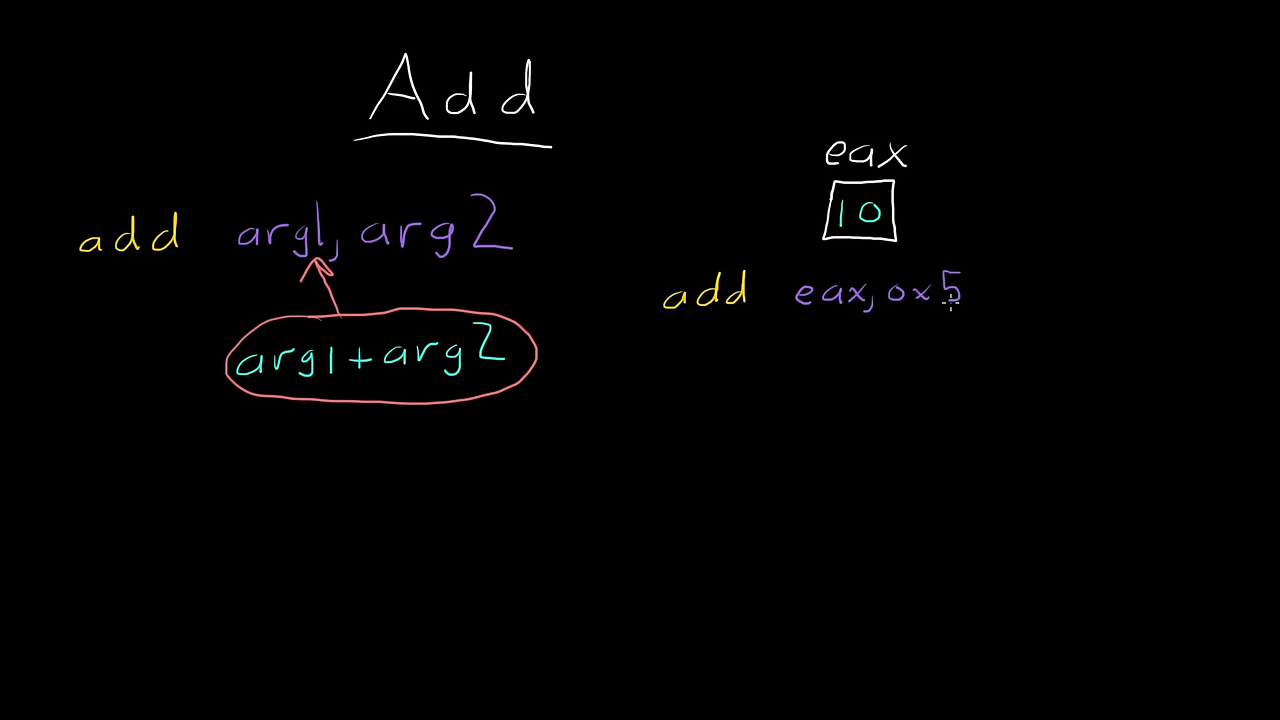 Add
add arg1, arg2
arg1+arg2
eax
10
add eax, 0x5